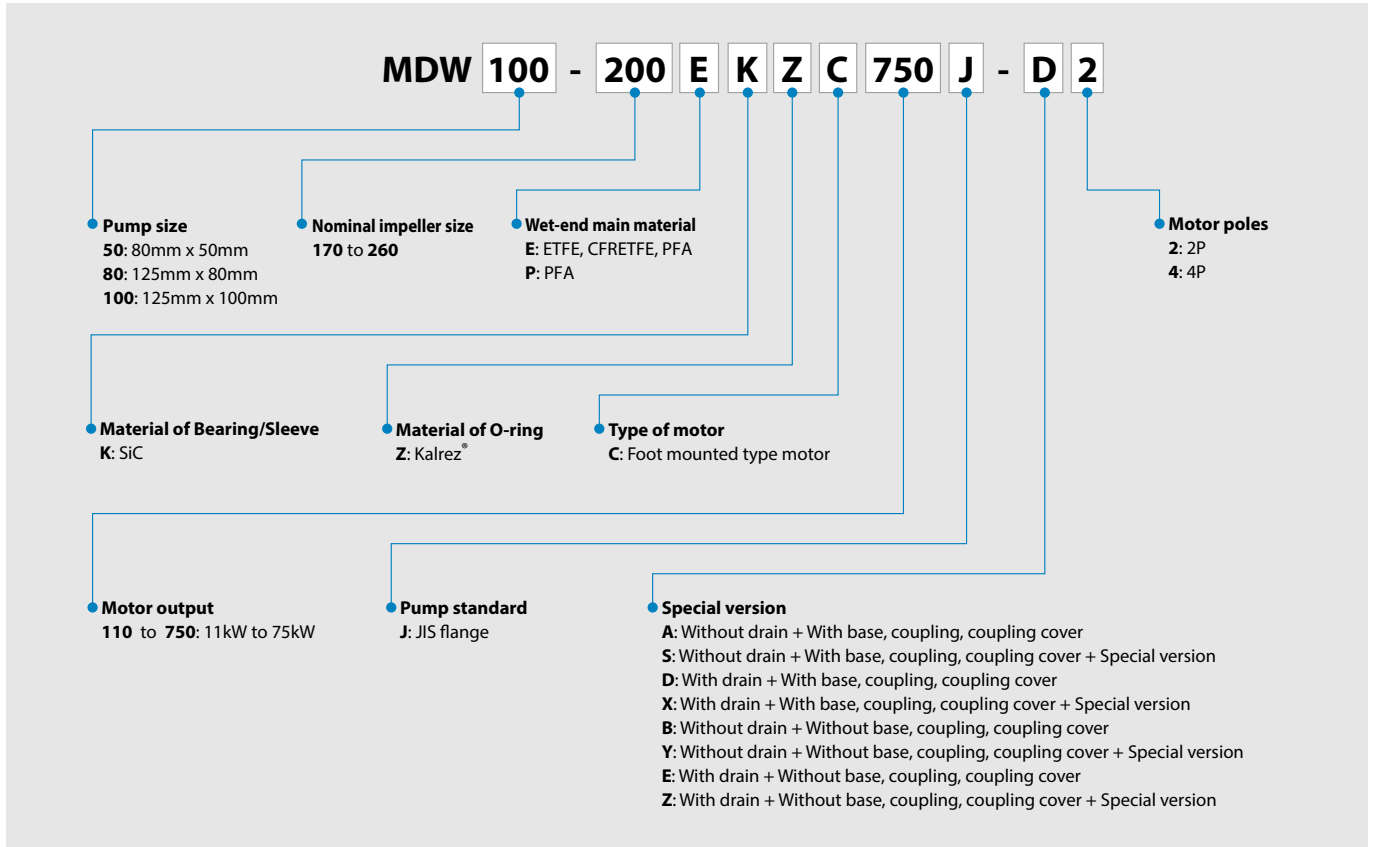 MDW 100 - 200 E K Z C 750 J - D 2
Pump size
50: 80mm x 50mm
80: 125mm x 80mm
100: 125mm x 100mm
Nominal impeller size
170 to 260
Wet-end main material
E: ETFE, CFRETFE, PFA
P: PFA
Motor poles
2: 2P
4: 4P
Material of Bearing/Sleeve
K: SiC
Material of O-ring
Z: Kalrez®
Type of motor
C: Foot mounted type motor
Motor output
110 to 750: 11kW to 75kW
Pump standard
J: JIS flange
Special version
A: Without drain + With base, coupling, coupling cover
S: Without drain + With base, coupling, coupling cover + Special version
D: With drain + With base, coupling, coupling cover
X: With drain + With base, coupling, coupling cover + Special version
B: Without drain + Without base, coupling, coupling cover
Y: Without drain + Without base, coupling, coupling cover + Special version
E: With drain + Without base, coupling, coupling cover
Z: With drain + Without base, coupling, coupling cover + Special version